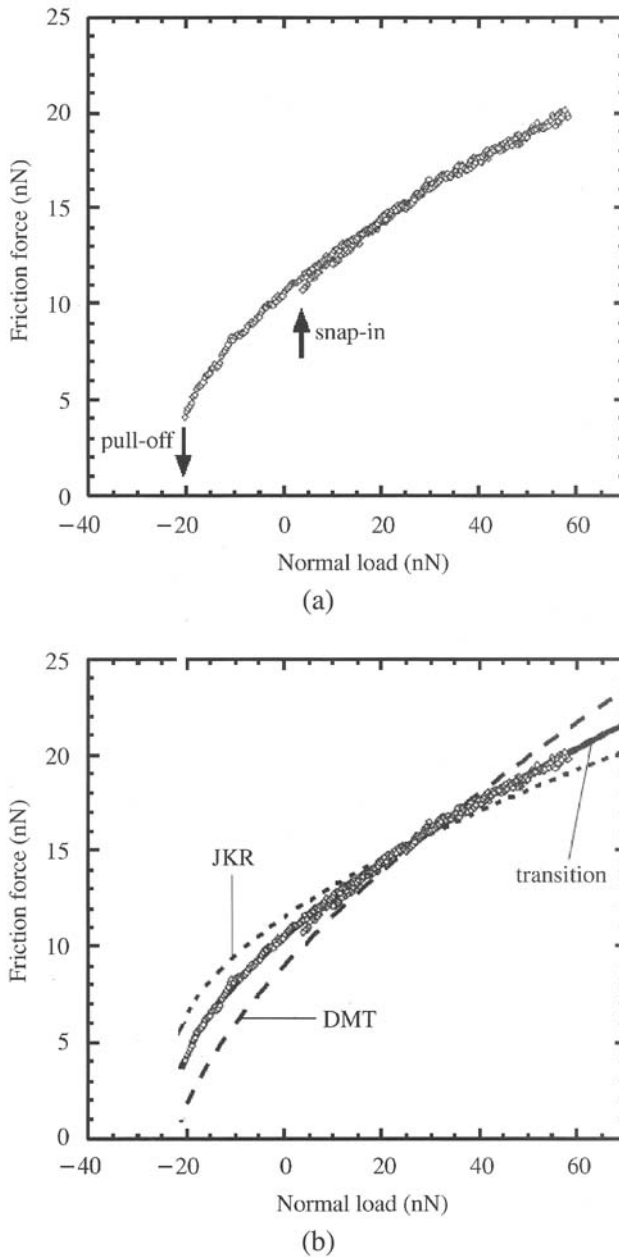 25
20
15
10
5
0
Friction force (nN)
snap-in
pull-off
−40 −20 0 20 40 60
Normal load (nN)
(a)
25
20
15
10
5
0
Friction force (nN)
JKR
transition
DMT
−40 −20 0 20 40 60
Normal load (nN)
(b)